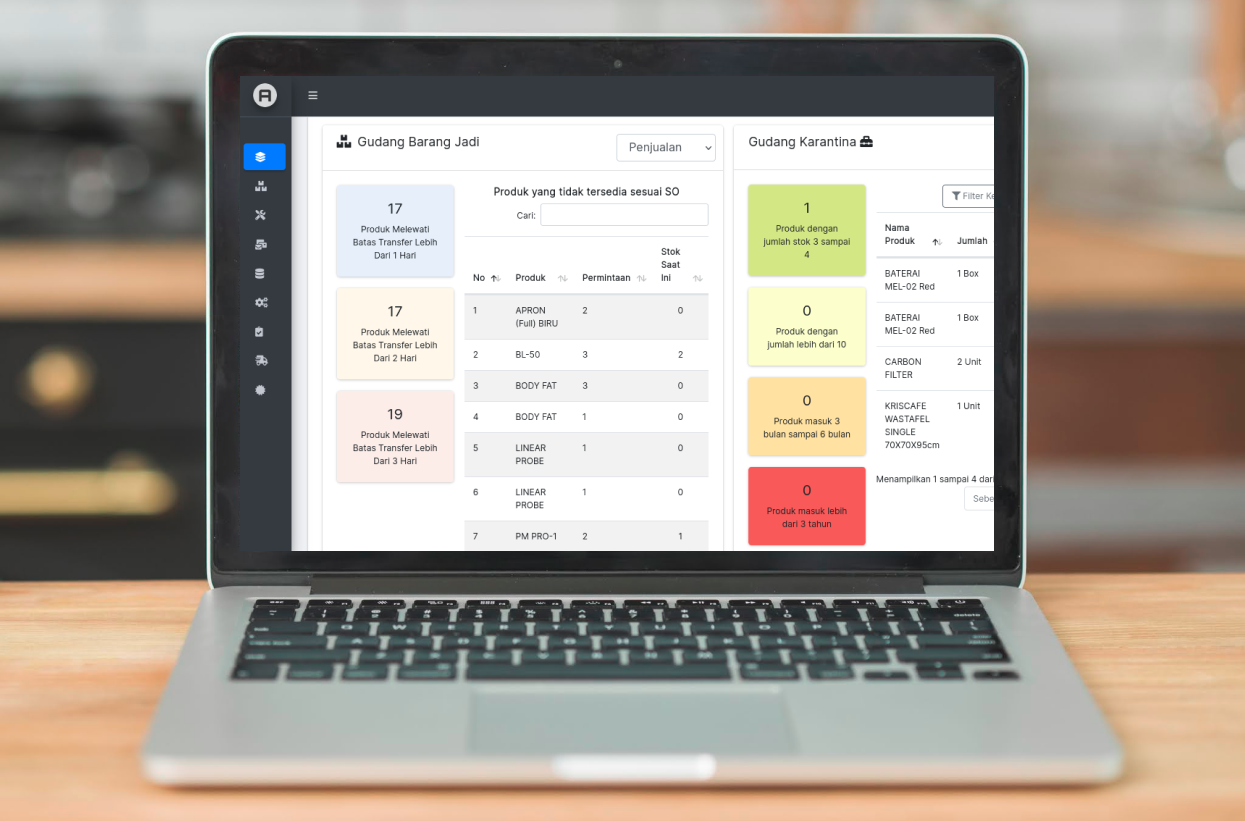 Gudang Barang Jadi
Penjualan
17
Produk Melewati
Batas Transfer Lebih
Dari 1 Hari
17
Produk Melewati
Batas Transfer Lebih
Dari 2 Hari
19
Produk Melewati
Batas Transfer Lebih
Dari 3 Hari
Produk yang tidak tersedia sesuai SO
Cari:
No Produk Permintaan Stok
Saat
Ini
1 APRON 2 0
(Full) BIRU
2 BL-50 3 2
3 BODY FAT 3 0
4 BODY FAT 1 0
5 LINEAR 1 0
PROBE
6 LINEAR 1 0
PROBE
7 PM PRO-1 2 1
Gudang Karantina
1
Produk dengan
jumlah stok 3 sampai
4
0
Produk dengan
jumlah lebih dari 10
0
Produk masuk 3
bulan sampai 6 bulan
0
Produk masuk lebih
dari 3 tahun
Filter Ke
Nama
Produk Jumlah
BATERAI 1 Box
MEL-02 Red
BATERAI 1 Box
MEL-02 Red
CARBON 2 Unit
FILTER
KRISCAFE 1 Unit
WASTAFEL
SINGLE
70X70X95cm
Menampilkan 1 sampai 4 dari
Sebe